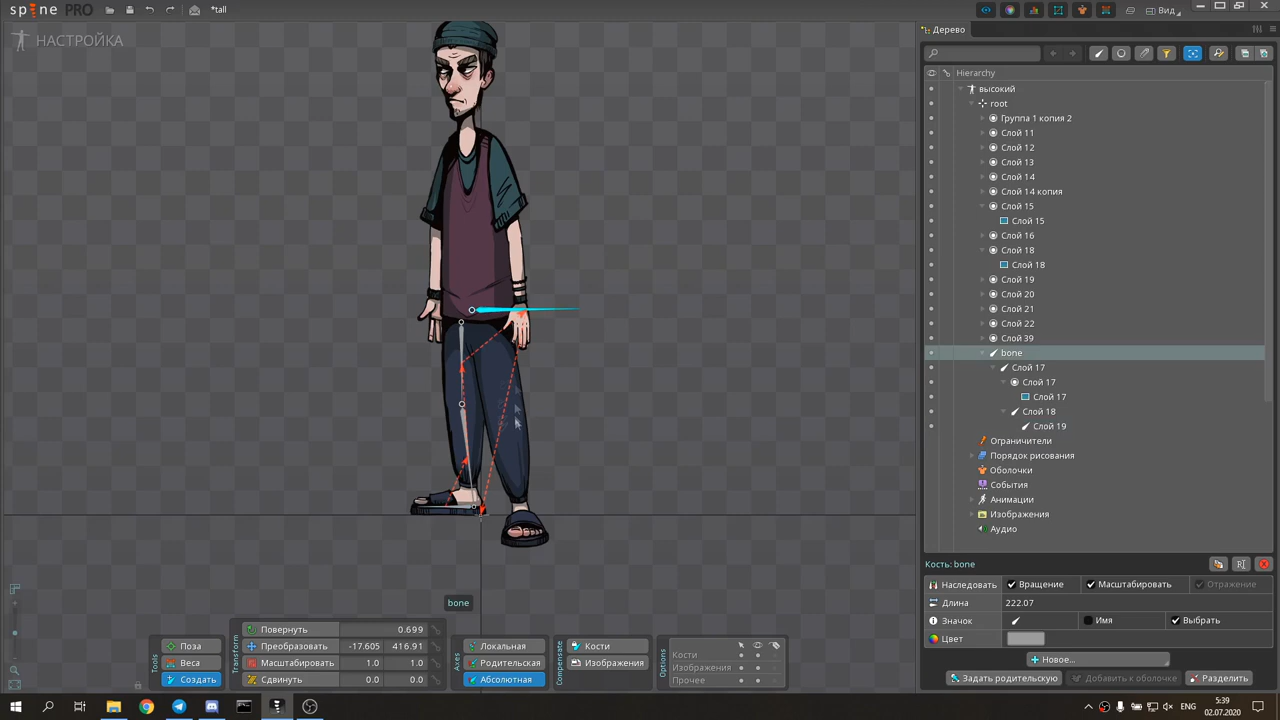 spine PRO
*tall
Вид
НАСТРОЙКА
Дерево
Hierarchy
высокий
root
Группа 1 копия 2
Слой 11
Слой 12
Слой 13
Слой 14
Слой 14 копия
Слой 15
Слой 15
Слой 16
Слой 18
Слой 18
Слой 19
Слой 20
Слой 21
Слой 22
Слой 39
bone
Слой 17
Слой 17
Слой 17
Слой 18
Слой 19
Ограничители
Порядок рисования
Оболочки
События
Анимации
Изображения
Аудио
Кость: bone
Наследовать Вращение Масштабировать Отражение
Длина 222.07
Значок Имя Выбрать
Цвет
Новое...
Задать родительскую Добавить к оболочке Разделить
bone
Tools
Поза
Веса
Создать
Transform
Повернуть 0.699
Преобразовать -17.605 416.91
Масштабировать 1.0 1.0
Сдвинуть 0.0 0.0
Axes
Локальная
Родительская
Абсолютная
Compensate
Кости
Изображения
Options
Кости
Изображения
Прочее
ENG
5:39
02.07.2020